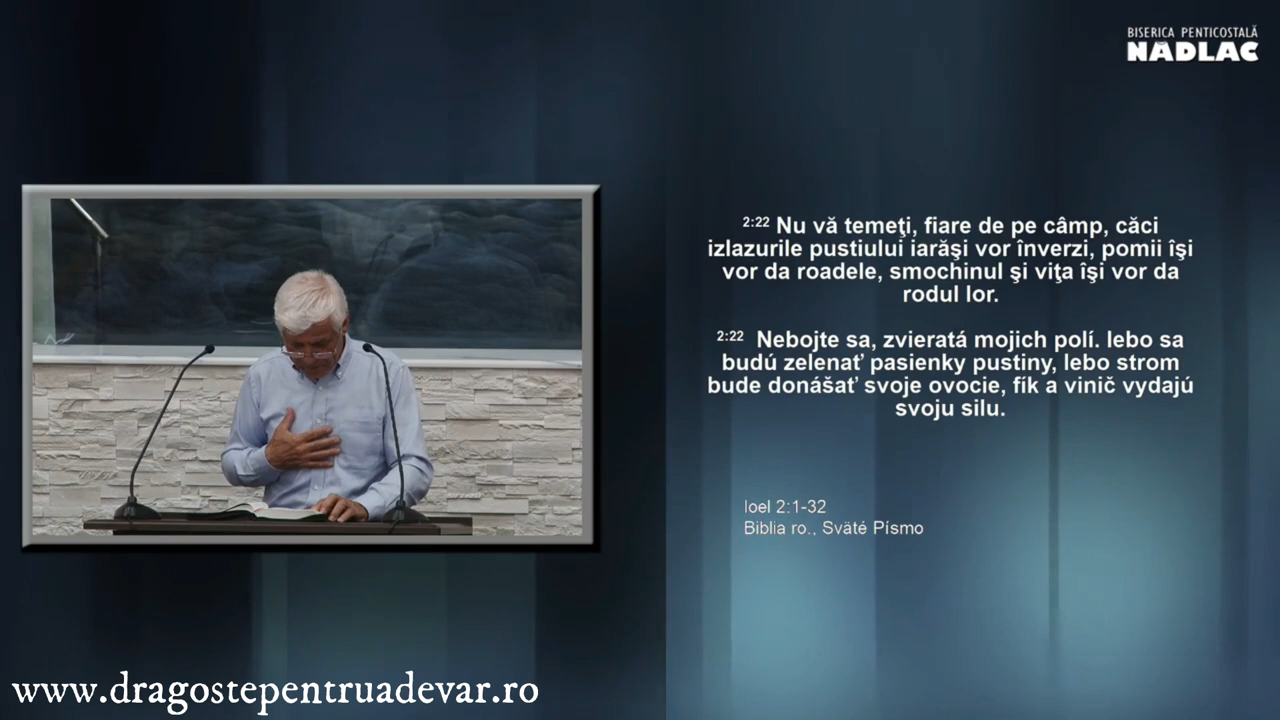 BISERICA PENTICOSTALĂ
NĂDLAC
2:22 Nu vă temeţi, fiare de pe câmp, căci
izlazurile pustiului iarăşi vor înverzi, pomii îşi
vor da roadele, smochinul şi viţa îşi vor da
rodul lor.
2:22 Nebojte sa, zvieratá mojich polí. lebo sa
budú zelenať pasienky pustiny, lebo strom
bude donášať svoje ovocie, fík a vinič vydajú
svoju silu.
Ioel 2:1-32
Biblia ro., Sväté Písmo
www.dragostepentruadevar.ro